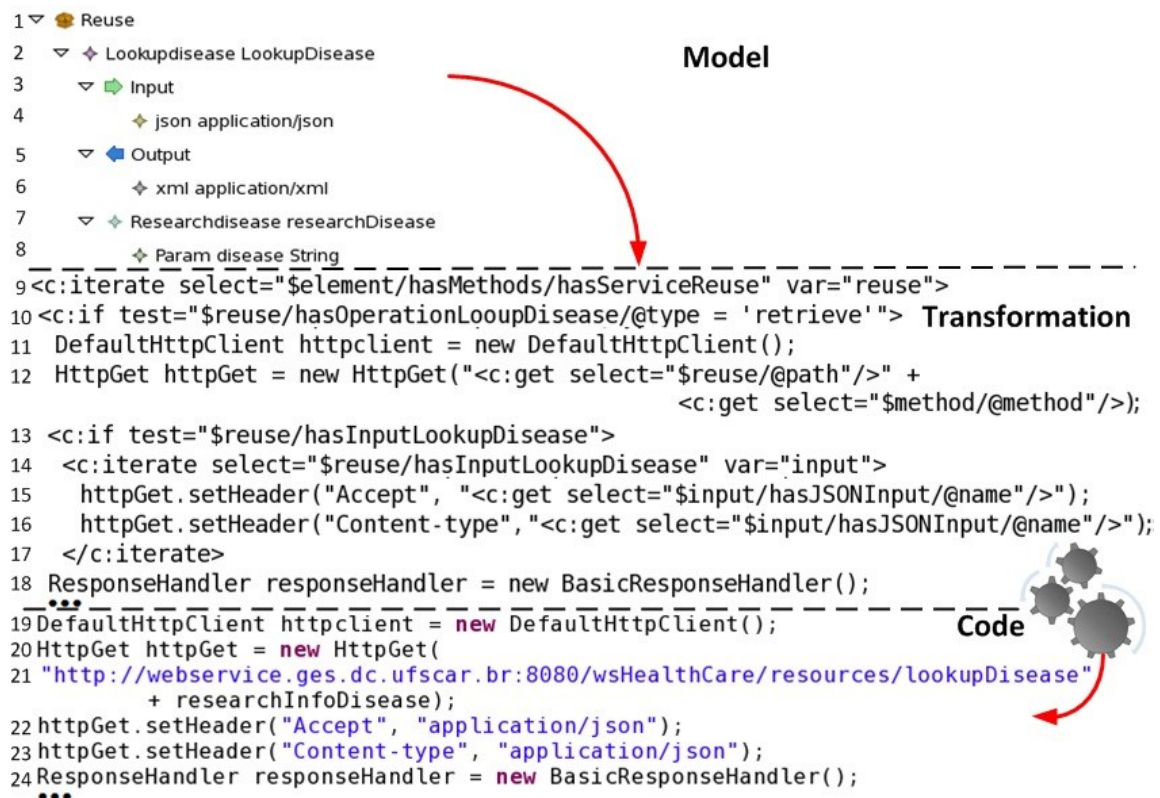 1 Reuse
2 Lookupdisease LookupDisease
Model
3 Input
4 json application/json
5 Output
6 xml application/xml
7 Researchdisease researchDisease
8 Param disease String
9 <c:iterate select="$element/hasMethods/hasServiceReuse" var="reuse">
10 <c:if test="$reuse/hasOperationLooupDisease/@type = 'retrieve'"> Transformation
11 DefaultHttpClient httpclient = new DefaultHttpClient();
12 HttpGet httpGet = new HttpGet("<c:get select="$reuse/@path"/>" +
<c:get select="$method/@method"/>);
13 <c:if test="$reuse/hasInputLookupDisease">
14 <c:iterate select="$reuse/hasInputLookupDisease" var="input">
15 httpGet.setHeader("Accept", "<c:get select="$input/hasJSONInput/@name"/>");
16 httpGet.setHeader("Content-type","<c:get select="$input/hasJSONInput/@name"/>");
17 </c:iterate>
18 ResponseHandler responseHandler = new BasicResponseHandler();
•••
19 DefaultHttpClient httpclient = new DefaultHttpClient();
Code
20 HttpGet httpGet = new HttpGet(
21 "http://webservice.ges.dc.ufscar.br:8080/wsHealthCare/resources/lookupDisease"
+ researchInfoDisease);
22 httpGet.setHeader("Accept", "application/json");
23 httpGet.setHeader("Content-type", "application/json");
24 ResponseHandler responseHandler = new BasicResponseHandler();
•••